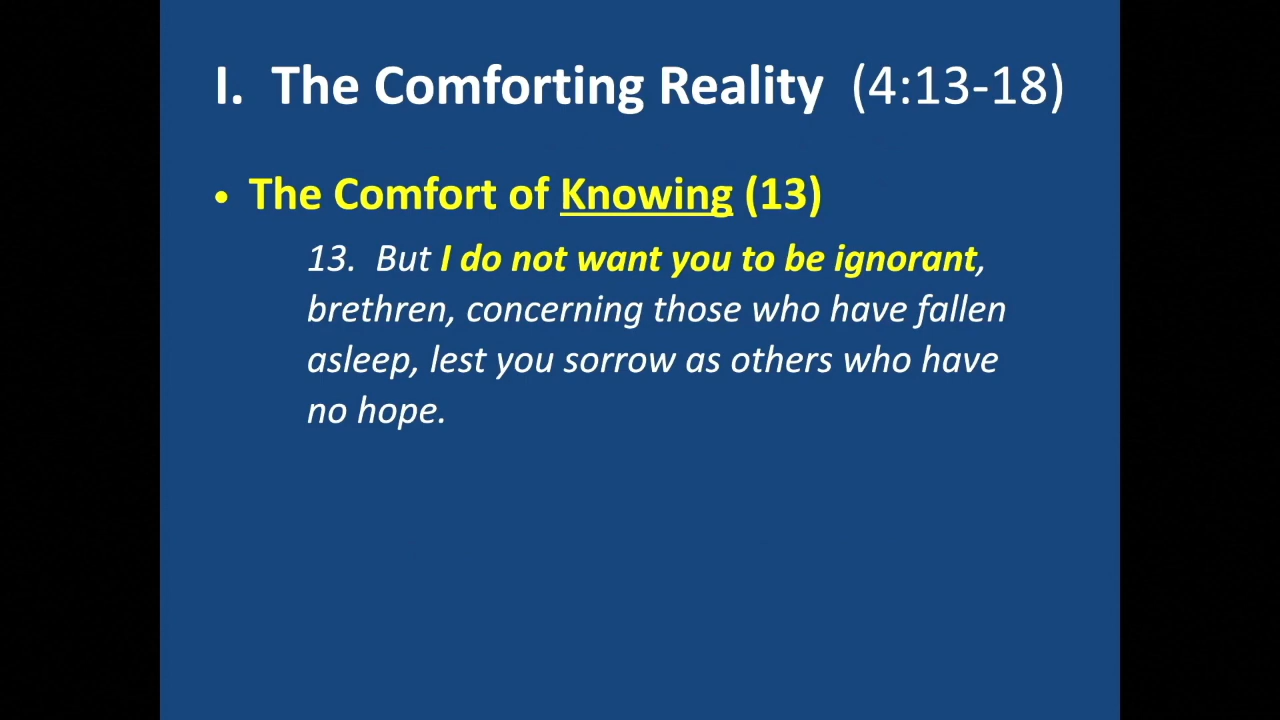 I. The Comforting Reality (4:13-18)
• The Comfort of Knowing (13)
13. But I do not want you to be ignorant,
brethren, concerning those who have fallen
asleep, lest you sorrow as others who have
no hope.